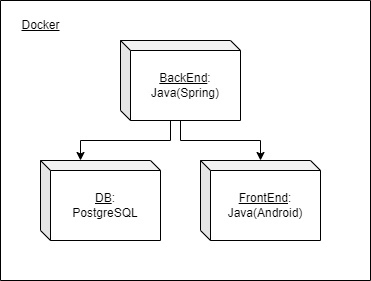 Docker
BackEnd:
Java(Spring)
DB:
PostgreSQL
FrontEnd:
Java(Android)